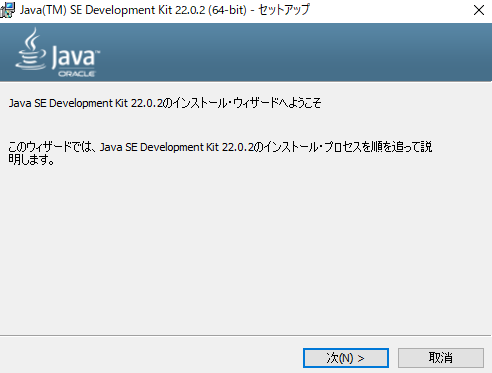 Java(TM) SE Development Kit 22.0.2 (64-bit) - セットアップ
Java™
ORACLE
Java SE Development Kit 22.0.2のインストール・ウィザードへようこそ
このウィザードでは、Java SE Development Kit 22.0.2のインストール・プロセスを順を追って説
明します。
次(N) >
取消